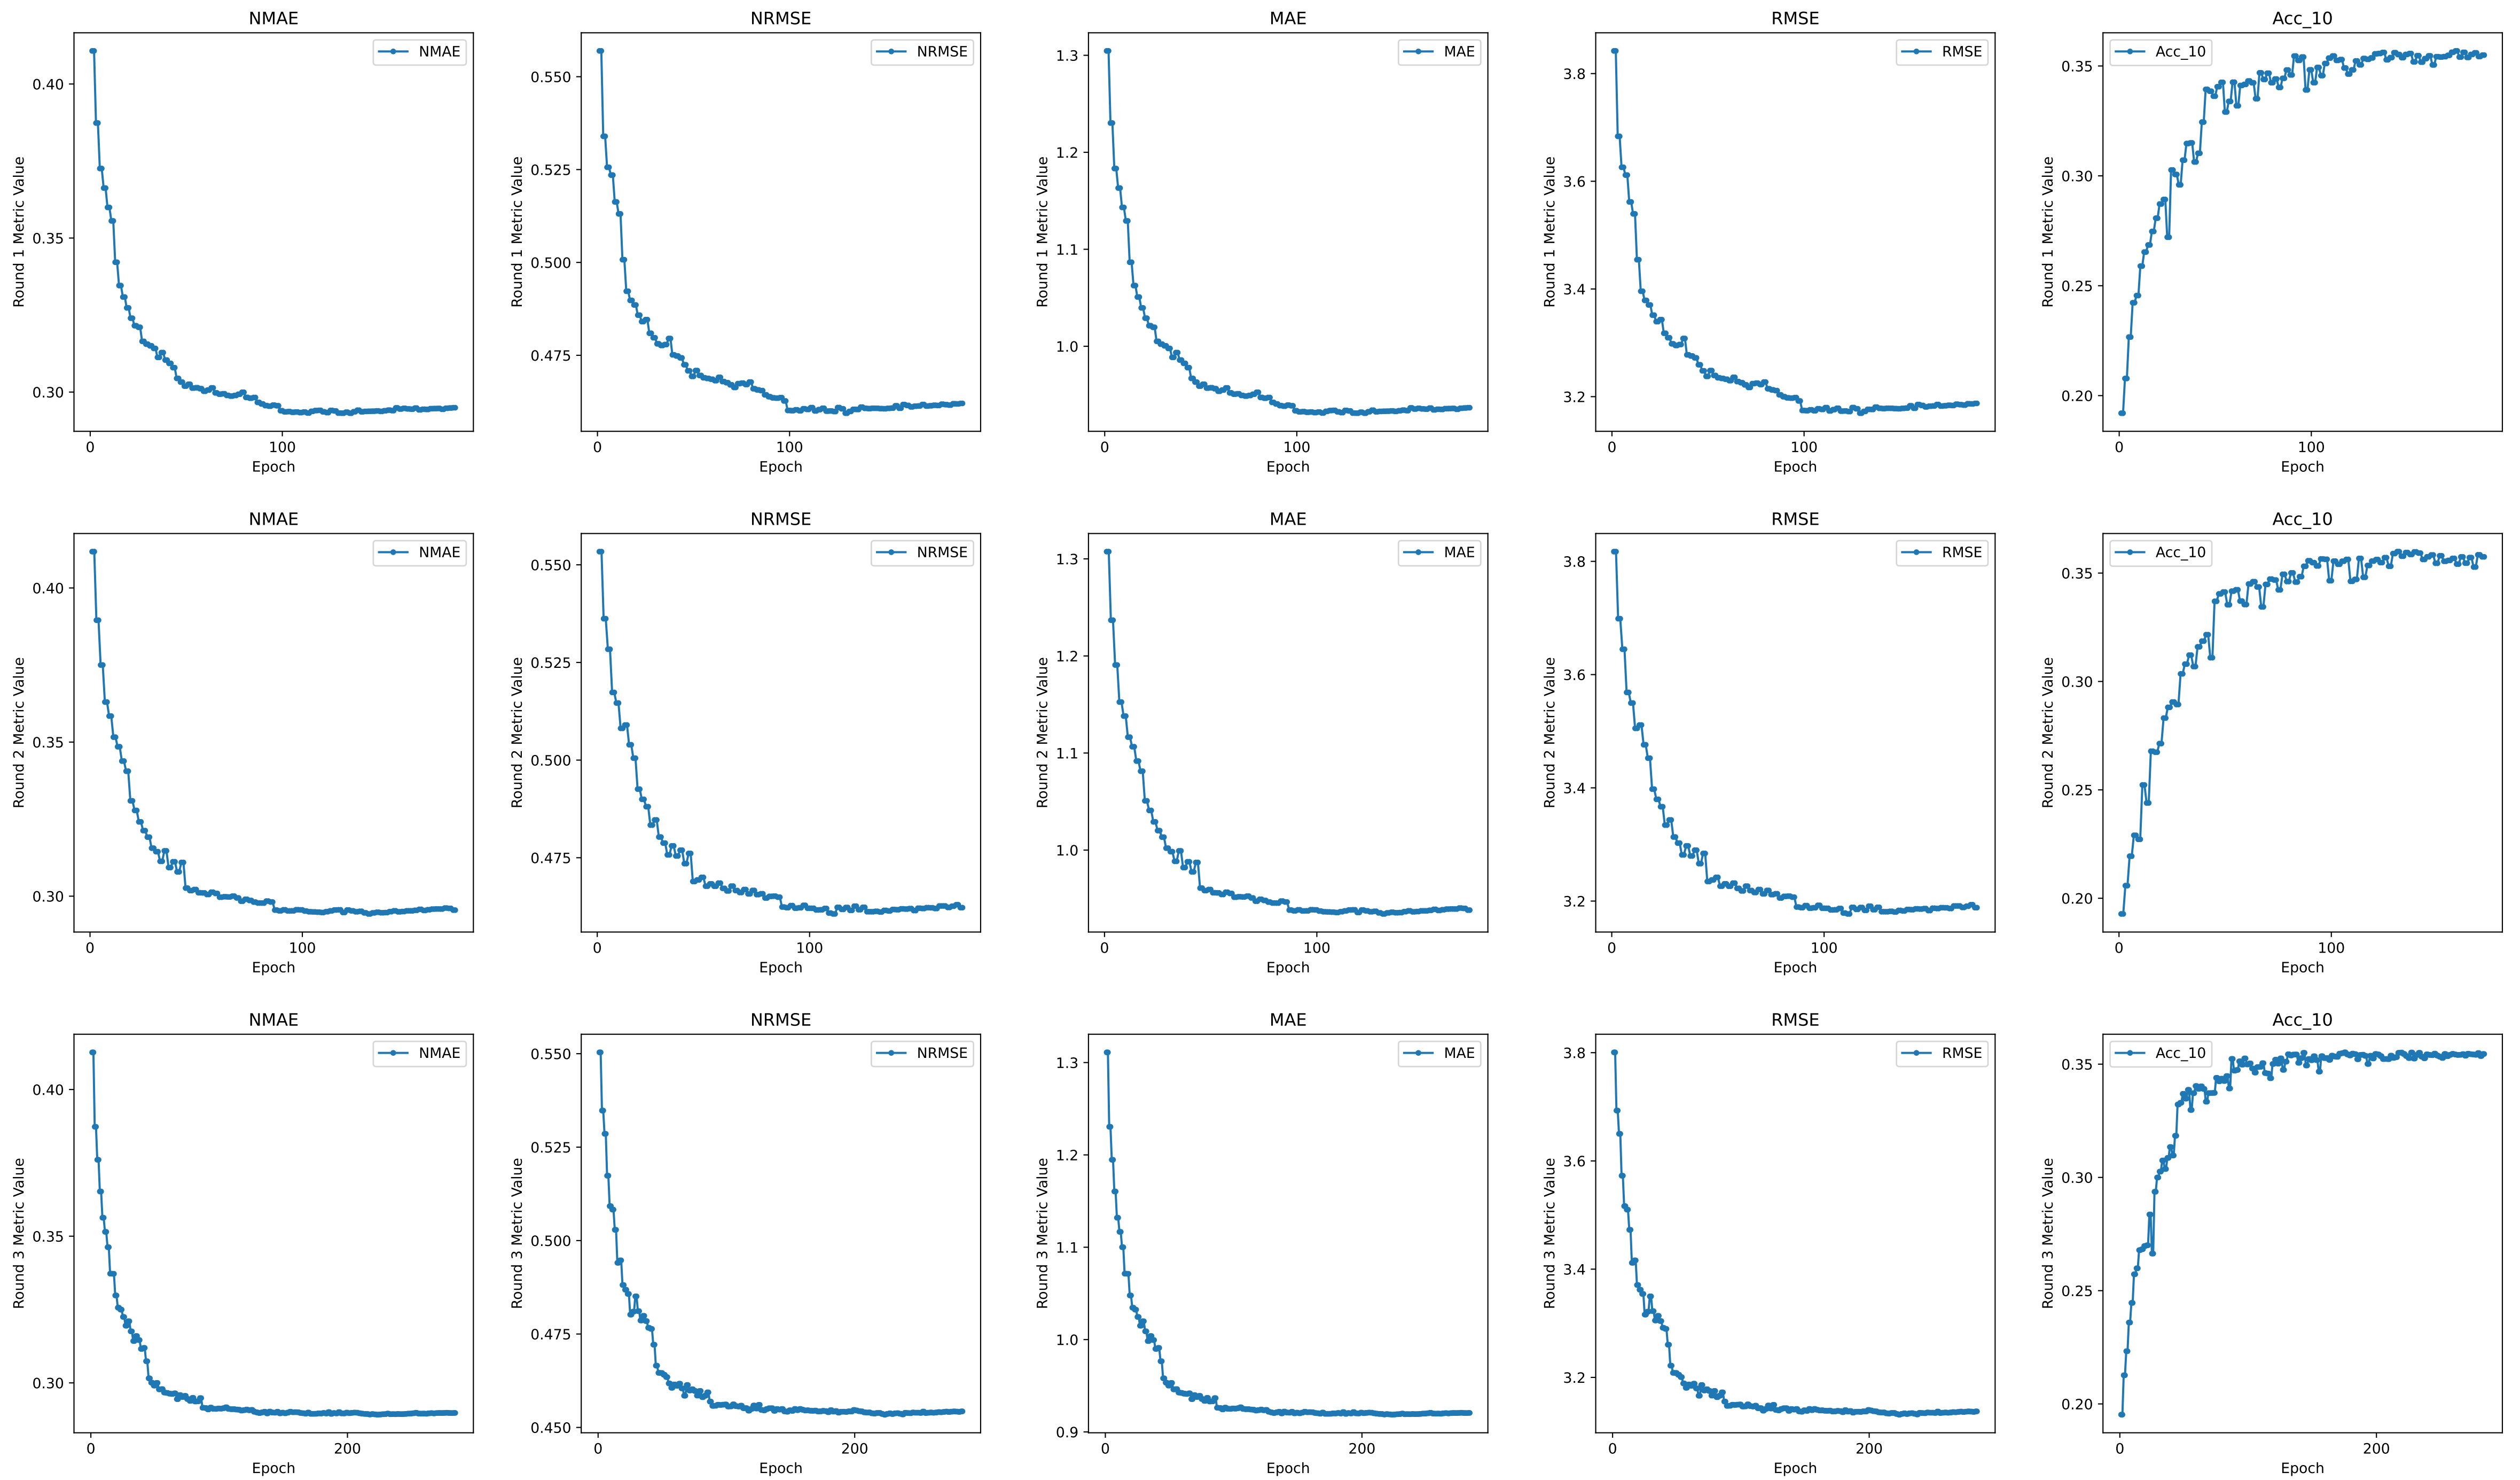 NMAE
NMAE
0.40
0.35
0.30
Round 1 Metric Value
0
100
Epoch
NRMSE
NRMSE
0.550
0.525
0.500
0.475
Round 1 Metric Value
0
100
Epoch
MAE
MAE
1.3
1.2
1.1
1.0
Round 1 Metric Value
0
100
Epoch
RMSE
RMSE
3.8
3.6
3.4
3.2
Round 1 Metric Value
0
100
Epoch
Acc_10
Acc_10
0.35
0.30
0.25
0.20
Round 1 Metric Value
0
100
Epoch
NMAE
NMAE
0.40
0.35
0.30
Round 2 Metric Value
0
100
Epoch
NRMSE
NRMSE
0.550
0.525
0.500
0.475
Round 2 Metric Value
0
100
Epoch
MAE
MAE
1.3
1.2
1.1
1.0
Round 2 Metric Value
0
100
Epoch
RMSE
RMSE
3.8
3.6
3.4
3.2
Round 2 Metric Value
0
100
Epoch
Acc_10
Acc_10
0.35
0.30
0.25
0.20
Round 2 Metric Value
0
100
Epoch
NMAE
NMAE
0.40
0.35
0.30
Round 3 Metric Value
0
200
Epoch
NRMSE
NRMSE
0.550
0.525
0.500
0.475
0.450
Round 3 Metric Value
0
200
Epoch
MAE
MAE
1.3
1.2
1.1
1.0
0.9
Round 3 Metric Value
0
200
Epoch
RMSE
RMSE
3.8
3.6
3.4
3.2
Round 3 Metric Value
0
200
Epoch
Acc_10
Acc_10
0.35
0.30
0.25
0.20
Round 3 Metric Value
0
200
Epoch